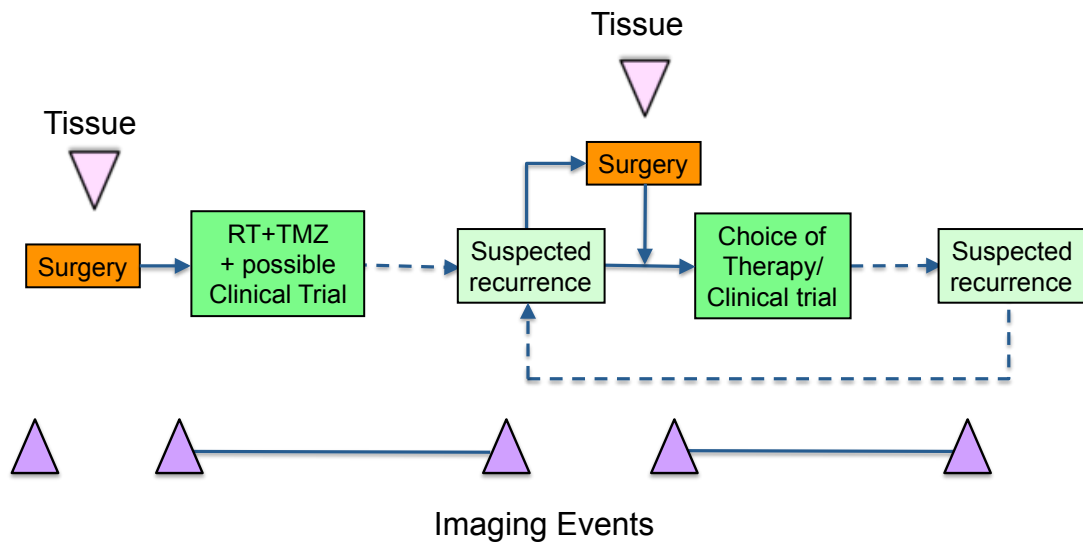 Tissue
Tissue
Surgery
Surgery
RT+TMZ
+ possible
Clinical Trial
Suspected
recurrence
Choice of
Therapy/
Clinical trial
Suspected
recurrence
Imaging Events